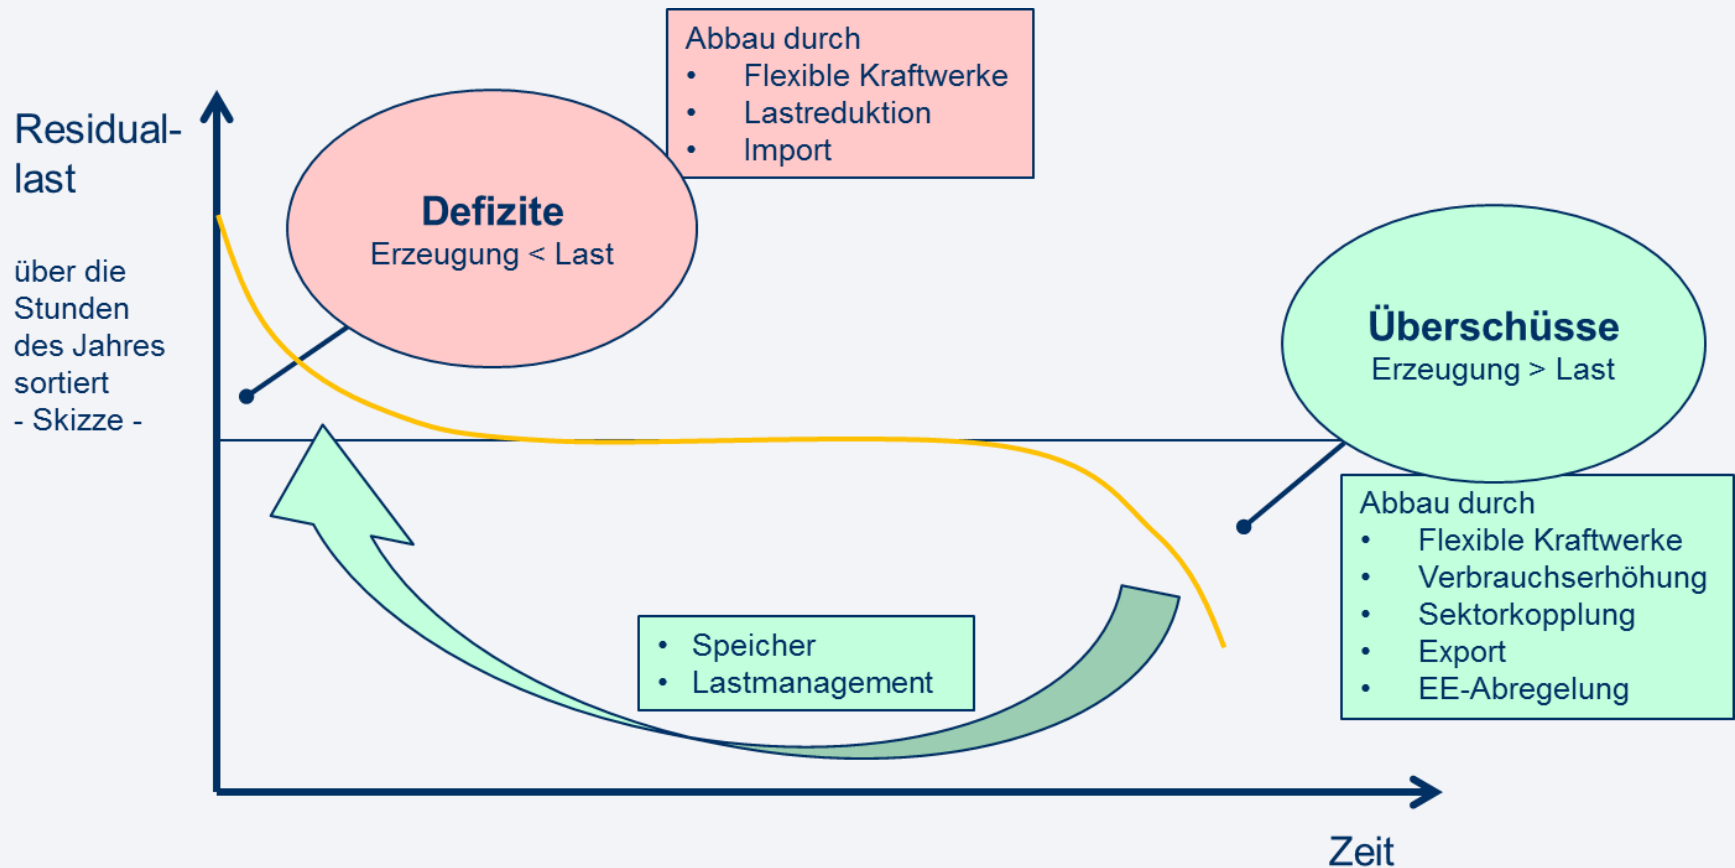 Residual-
last
über die
Stunden
des Jahres
sortiert
- Skizze -
Defizite
Erzeugung < Last
Abbau durch
• Flexible Kraftwerke
• Lastreduktion
• Import
Überschüsse
Erzeugung > Last
Abbau durch
• Flexible Kraftwerke
• Verbrauchserhöhung
• Sektorkopplung
• Export
• EE-Abregelung
• Speicher
• Lastmanagement
Zeit